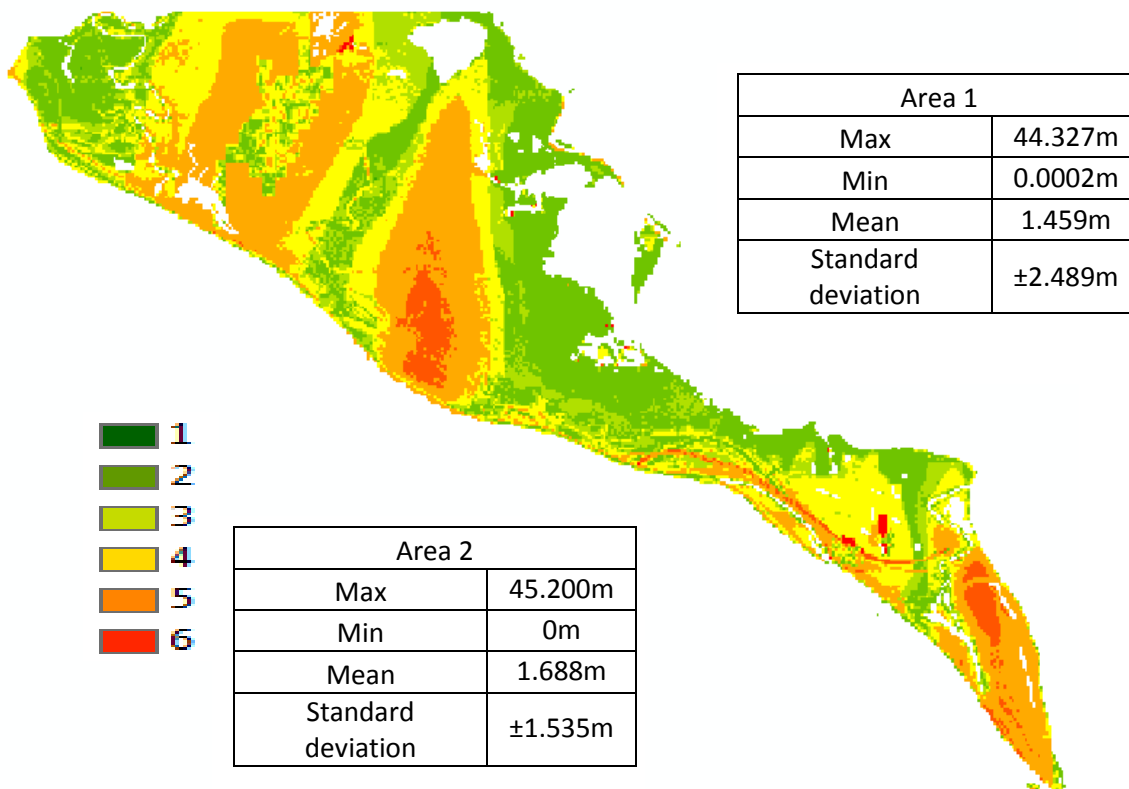 Area 1
Max 44.327m
Min 0.0002m
Mean 1.459m
Standard
deviation ±2.489m
1
2
3
4
5
6
Area 2
Max 45.200m
Min 0m
Mean 1.688m
Standard
deviation ±1.535m